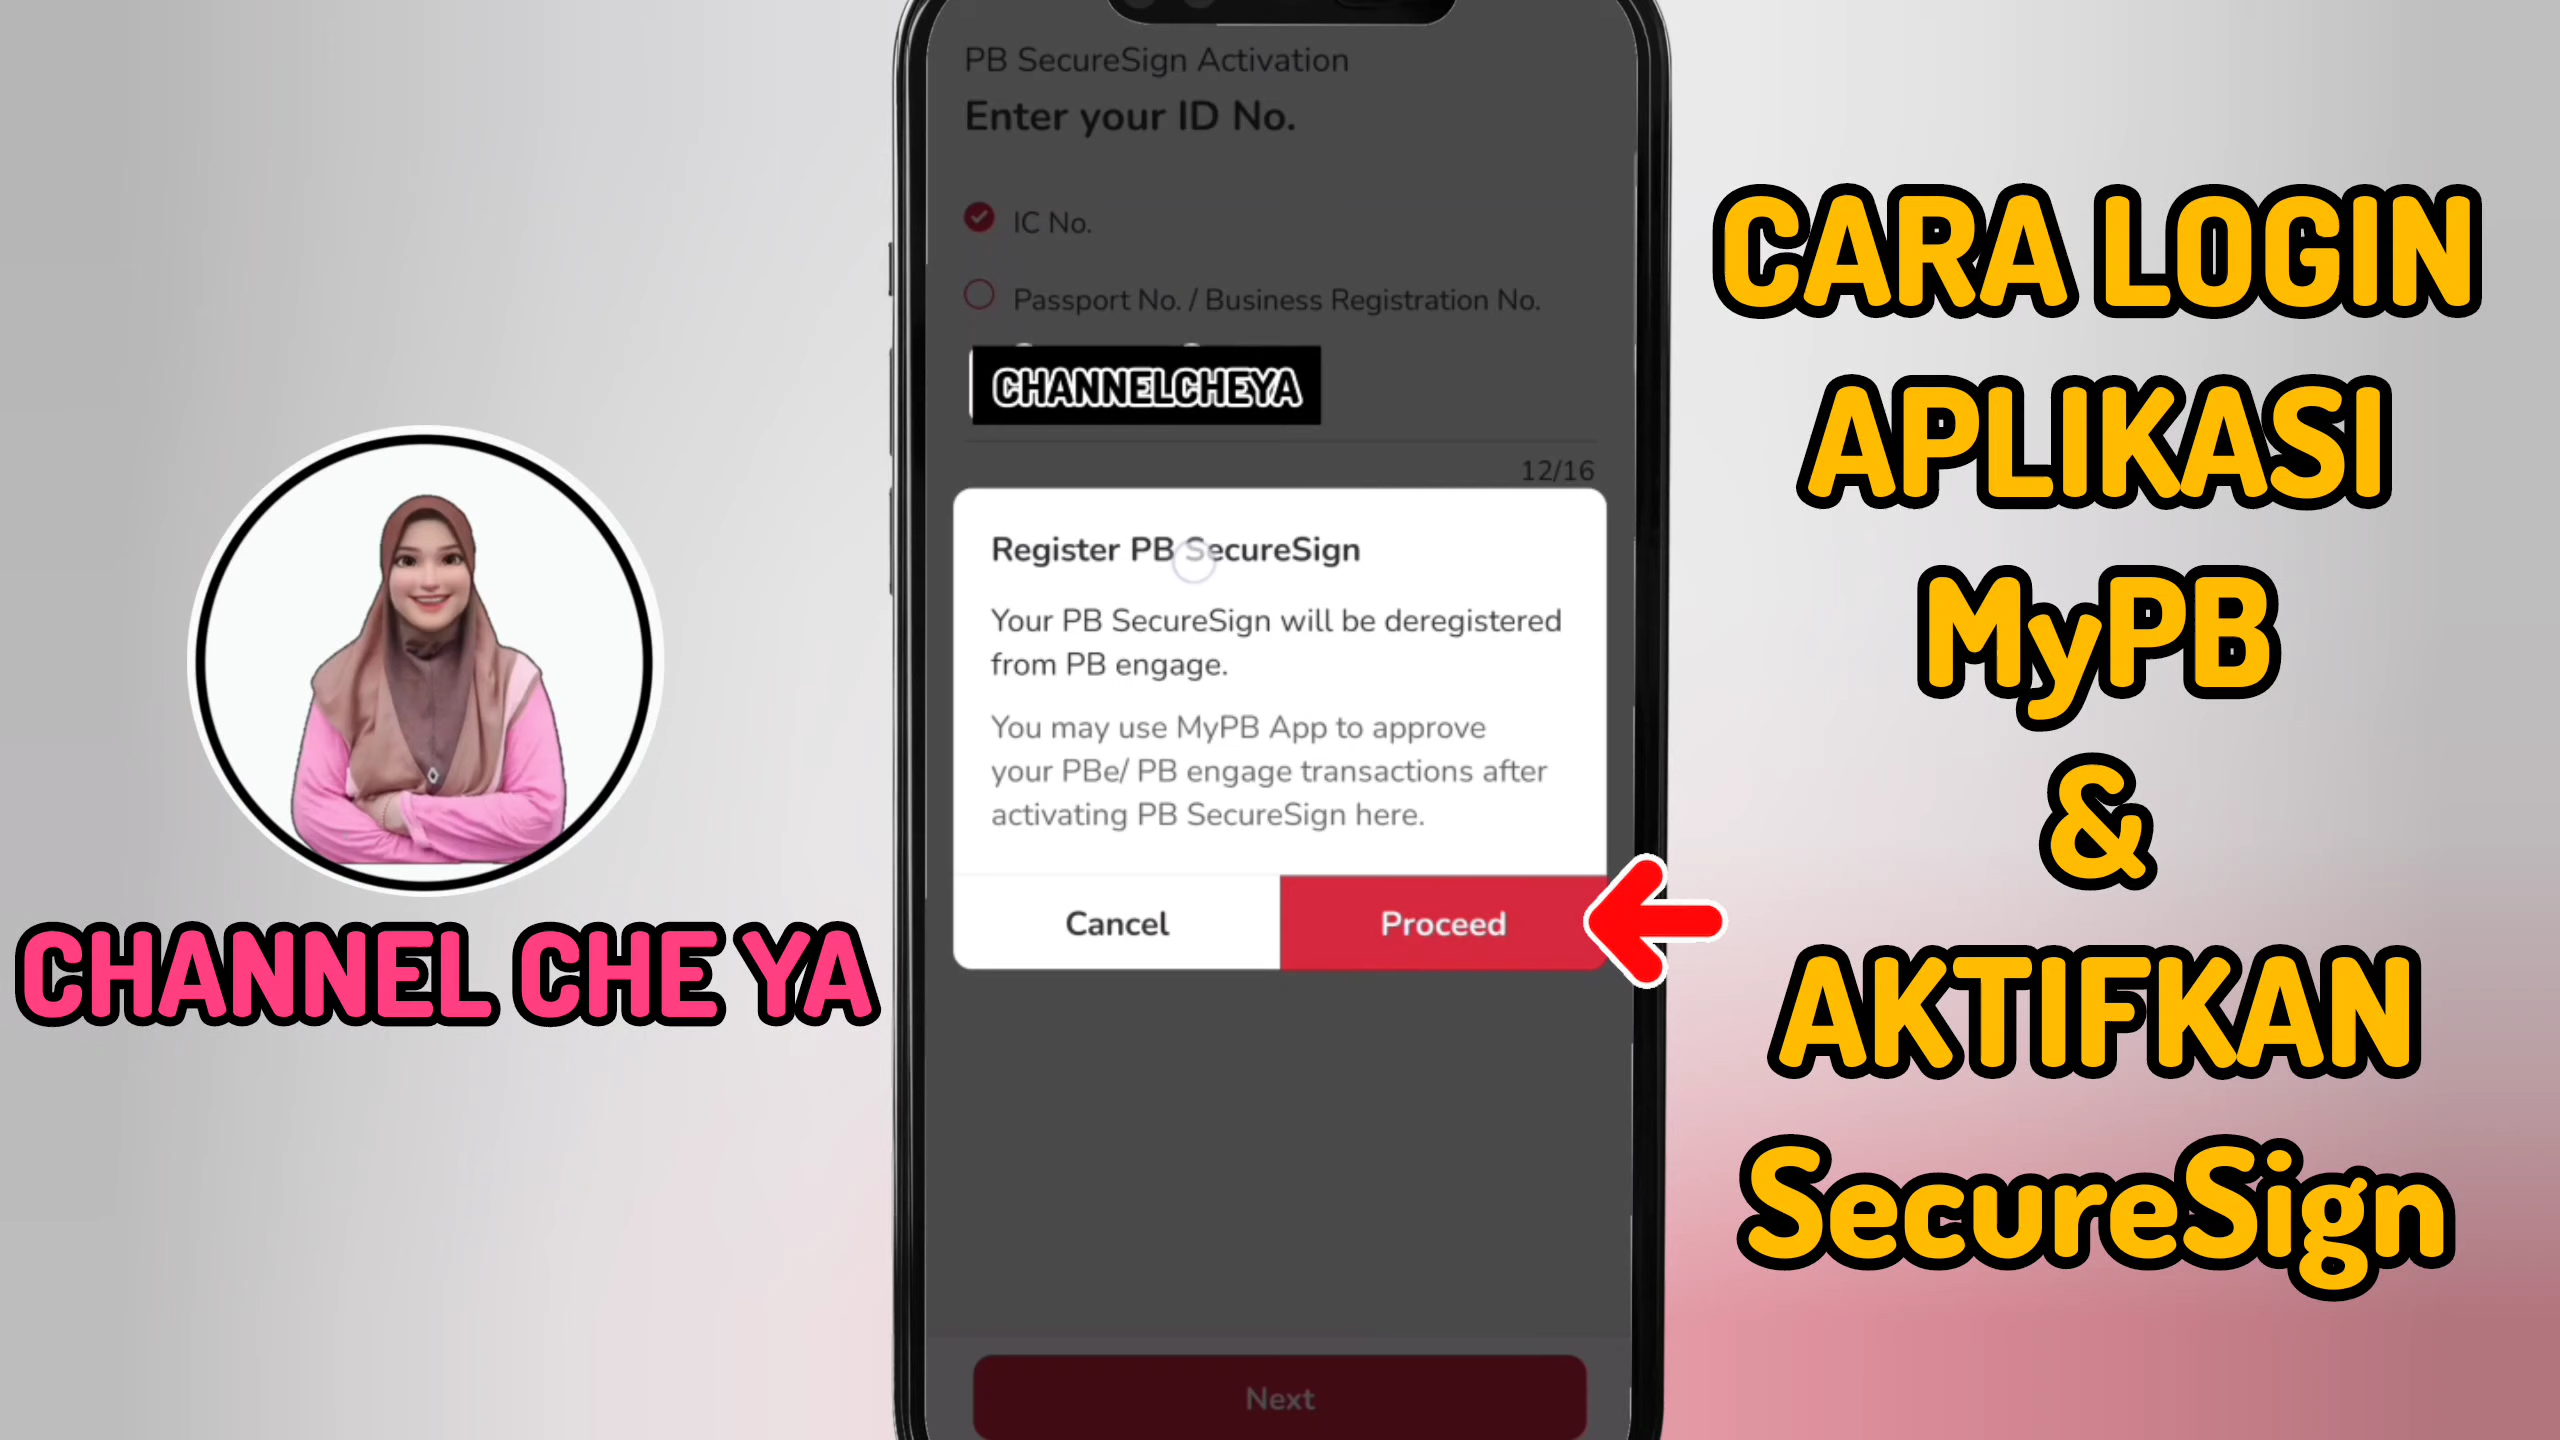 CHANNEL CHE YA
PB SecureSign Activation
Enter your ID No.
IC No.
Passport No. / Business Registration No.
CHANNELCHEYA
12/16
Register PB SecureSign
Your PB SecureSign will be deregistered
from PB engage.
You may use MyPB App to approve
your PBe/ PB engage transactions after
activating PB SecureSign here.
Cancel
Proceed
Next
CARA LOGIN
APLIKASI
MyPB
&
AKTIFKAN
SecureSign